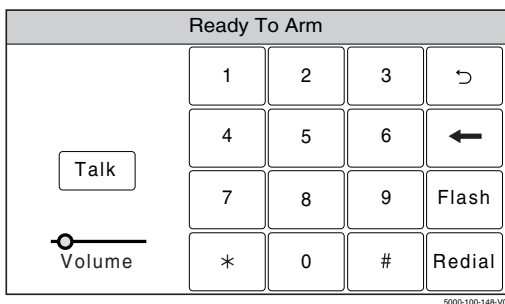 Ready To Arm
1 2 3
4 5 6
Talk
7 8 9 Flash
Volume
* 0 # Redial
5000-100-148-V0